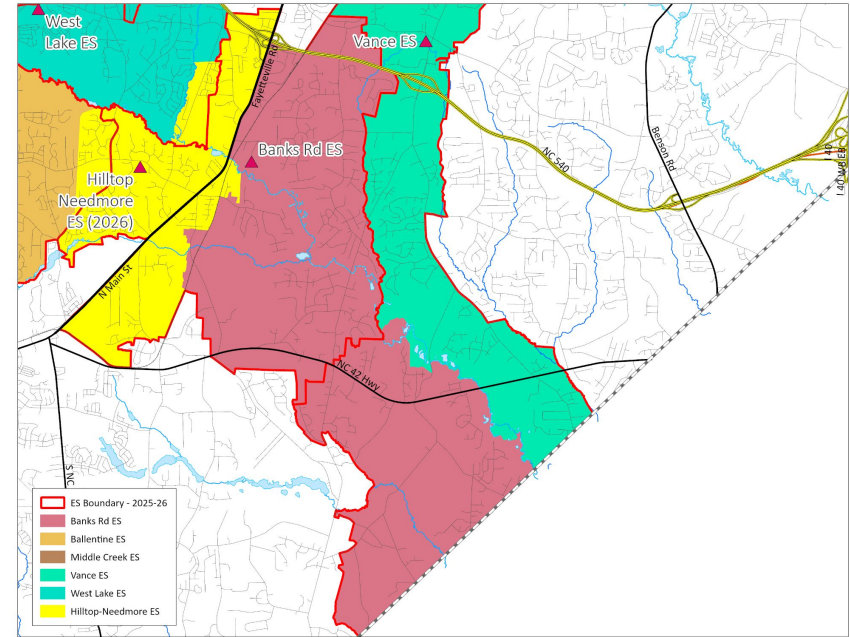 West
Lake ES
Vance ES
Fayetteville Rd
Banks Rd ES
Hilltop
Needmore
ES (2026)
NC 540
Benson Rd
I 40
I 40 WB EB
N Main St
NC 42 Hwy
S NC
ES Boundary - 2025-26
Banks Rd ES
Ballentine ES
Middle Creek ES
Vance ES
West Lake ES
Hilltop-Needmore ES